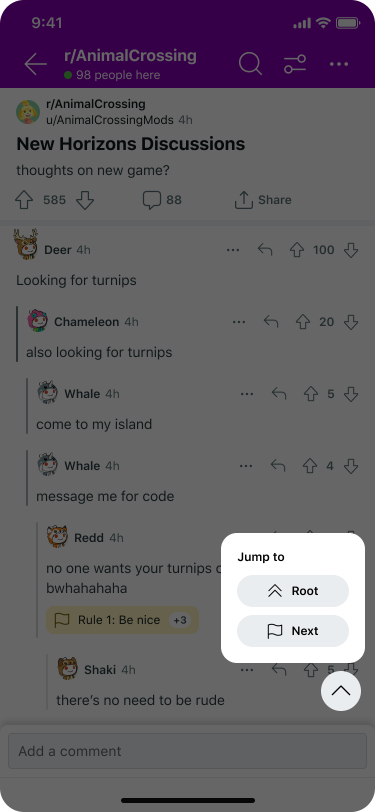 9:41
r/AnimalCrossing
98 people here
r/AnimalCrossing
u/AnimalCrossingMods 4h
New Horizons Discussions
thoughts on new game?
585 88 Share
Deer 4h 100
Looking for turnips
Chameleon 4h 20
also looking for turnips
Whale 4h 5
come to my island
Whale 4h 4
message me for code
Redd 4h
no one wants your turnips
bwhahahaha
Rule 1: Be nice +3
Jump to
Root
Next
Shaki 4h 5
there's no need to be rude
Add a comment